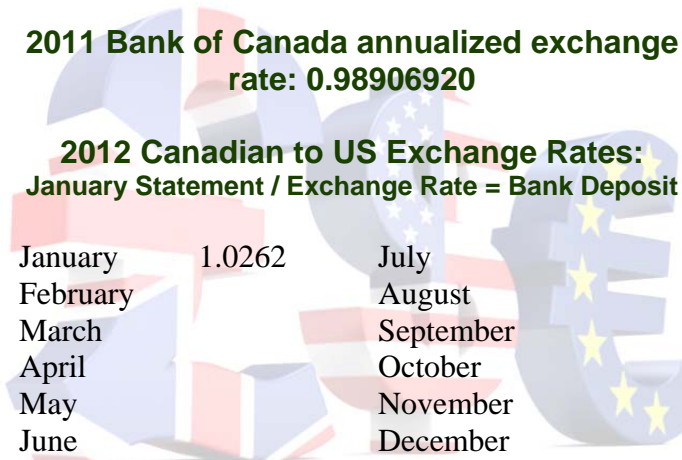 2011 Bank of Canada annualized exchange
rate: 0.98906920
2012 Canadian to US Exchange Rates:
January Statement / Exchange Rate = Bank Deposit
January 1.0262 July
February August
March September
April October
May November
June December